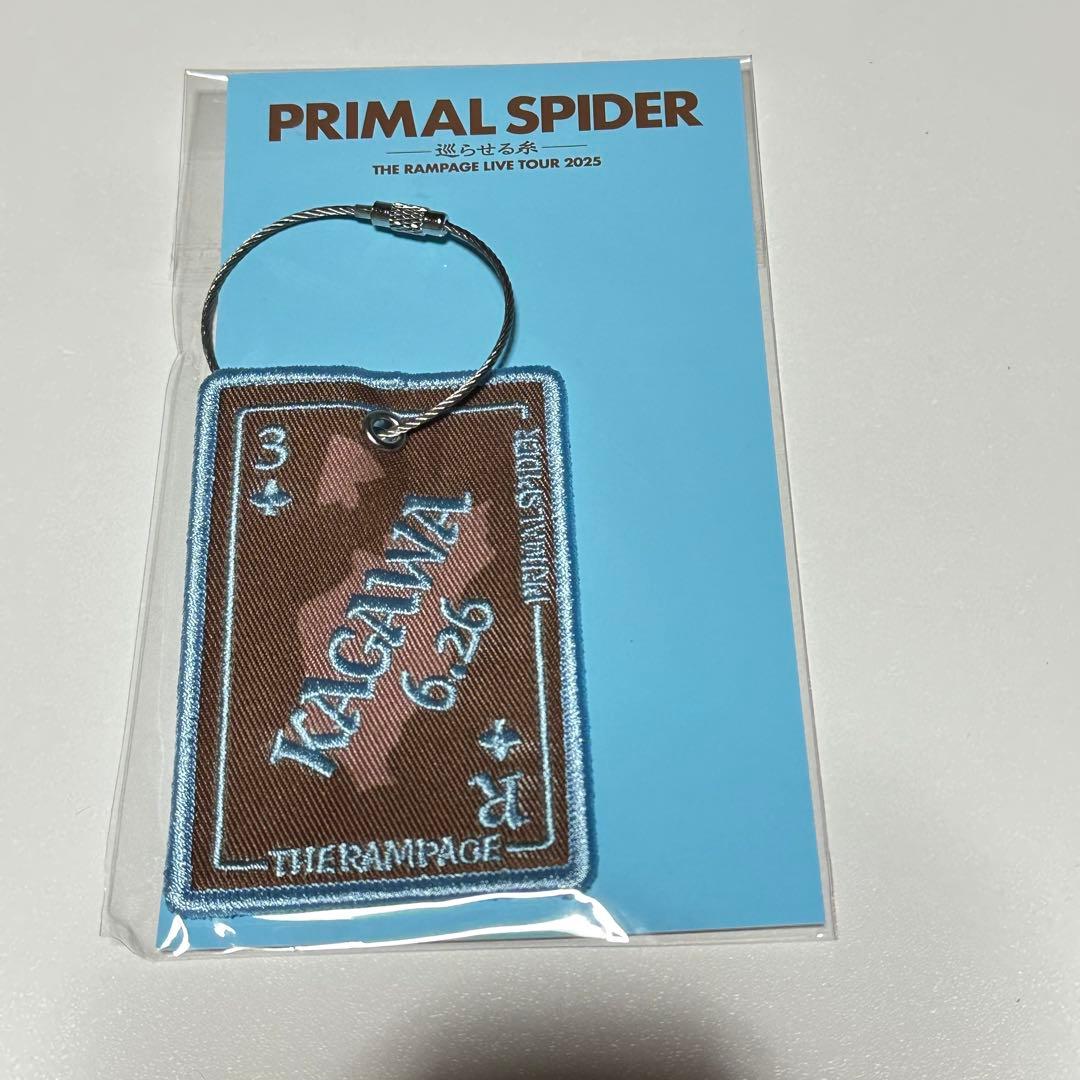 PRIMAL SPIDER
巡らせる糸
THE RAMPAGE LIVE TOUR 2025
3
PRIMAL SPIDER
KAGAWA
6.26
R
THE RAMPAGE